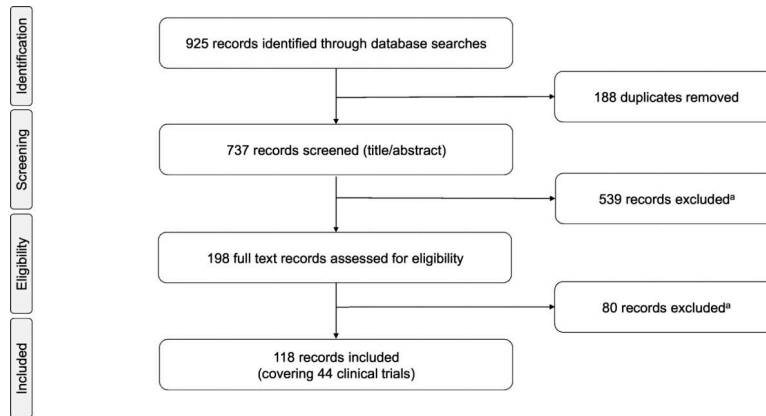 Identification
925 records identified through database searches
188 duplicates removed
Screening
737 records screened (title/abstract)
539 records excludedᵃ
Eligibility
198 full text records assessed for eligibility
80 records excludedᵃ
Included
118 records included
(covering 44 clinical trials)